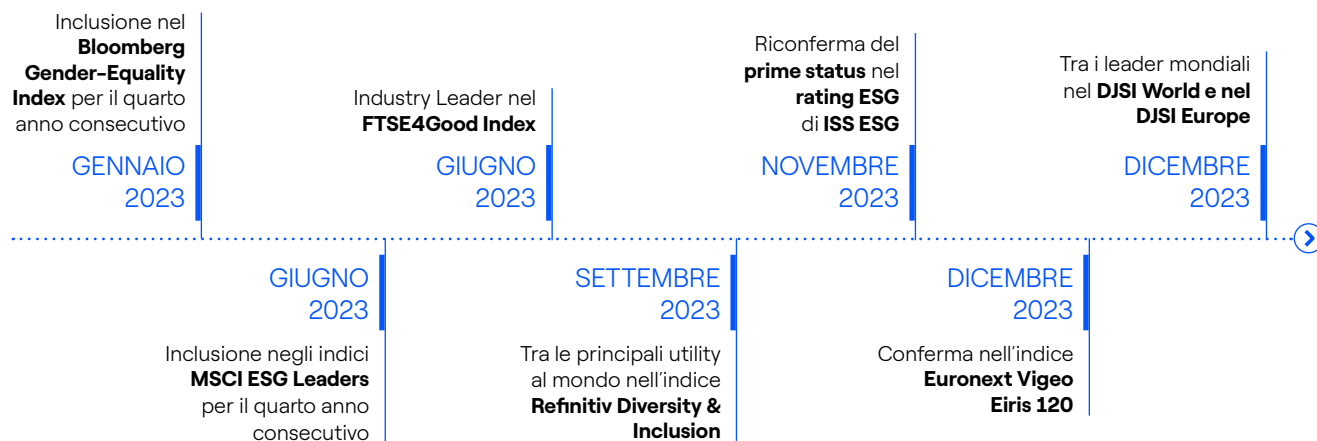 Inclusione nel
Bloomberg
Gender-Equality
Index per il quarto
anno consecutivo
GENNAIO
2023
GIUGNO
2023
Inclusione negli indici
MSCI ESG Leaders
per il quarto anno
consecutivo
Industry Leader nel
FTSE4Good Index
GIUGNO
2023
SETTEMBRE
2023
Tra le principali utility
al mondo nell'indice
Refinitiv Diversity &
Inclusion
Riconferma del
prime status nel
rating ESG
di ISS ESG
NOVEMBRE
2023
DICEMBRE
2023
Conferma nell'indice
Euronext Vigeo
Eiris 120
Tra i leader mondiali
nel DJSI World e nel
DJSI Europe
DICEMBRE
2023